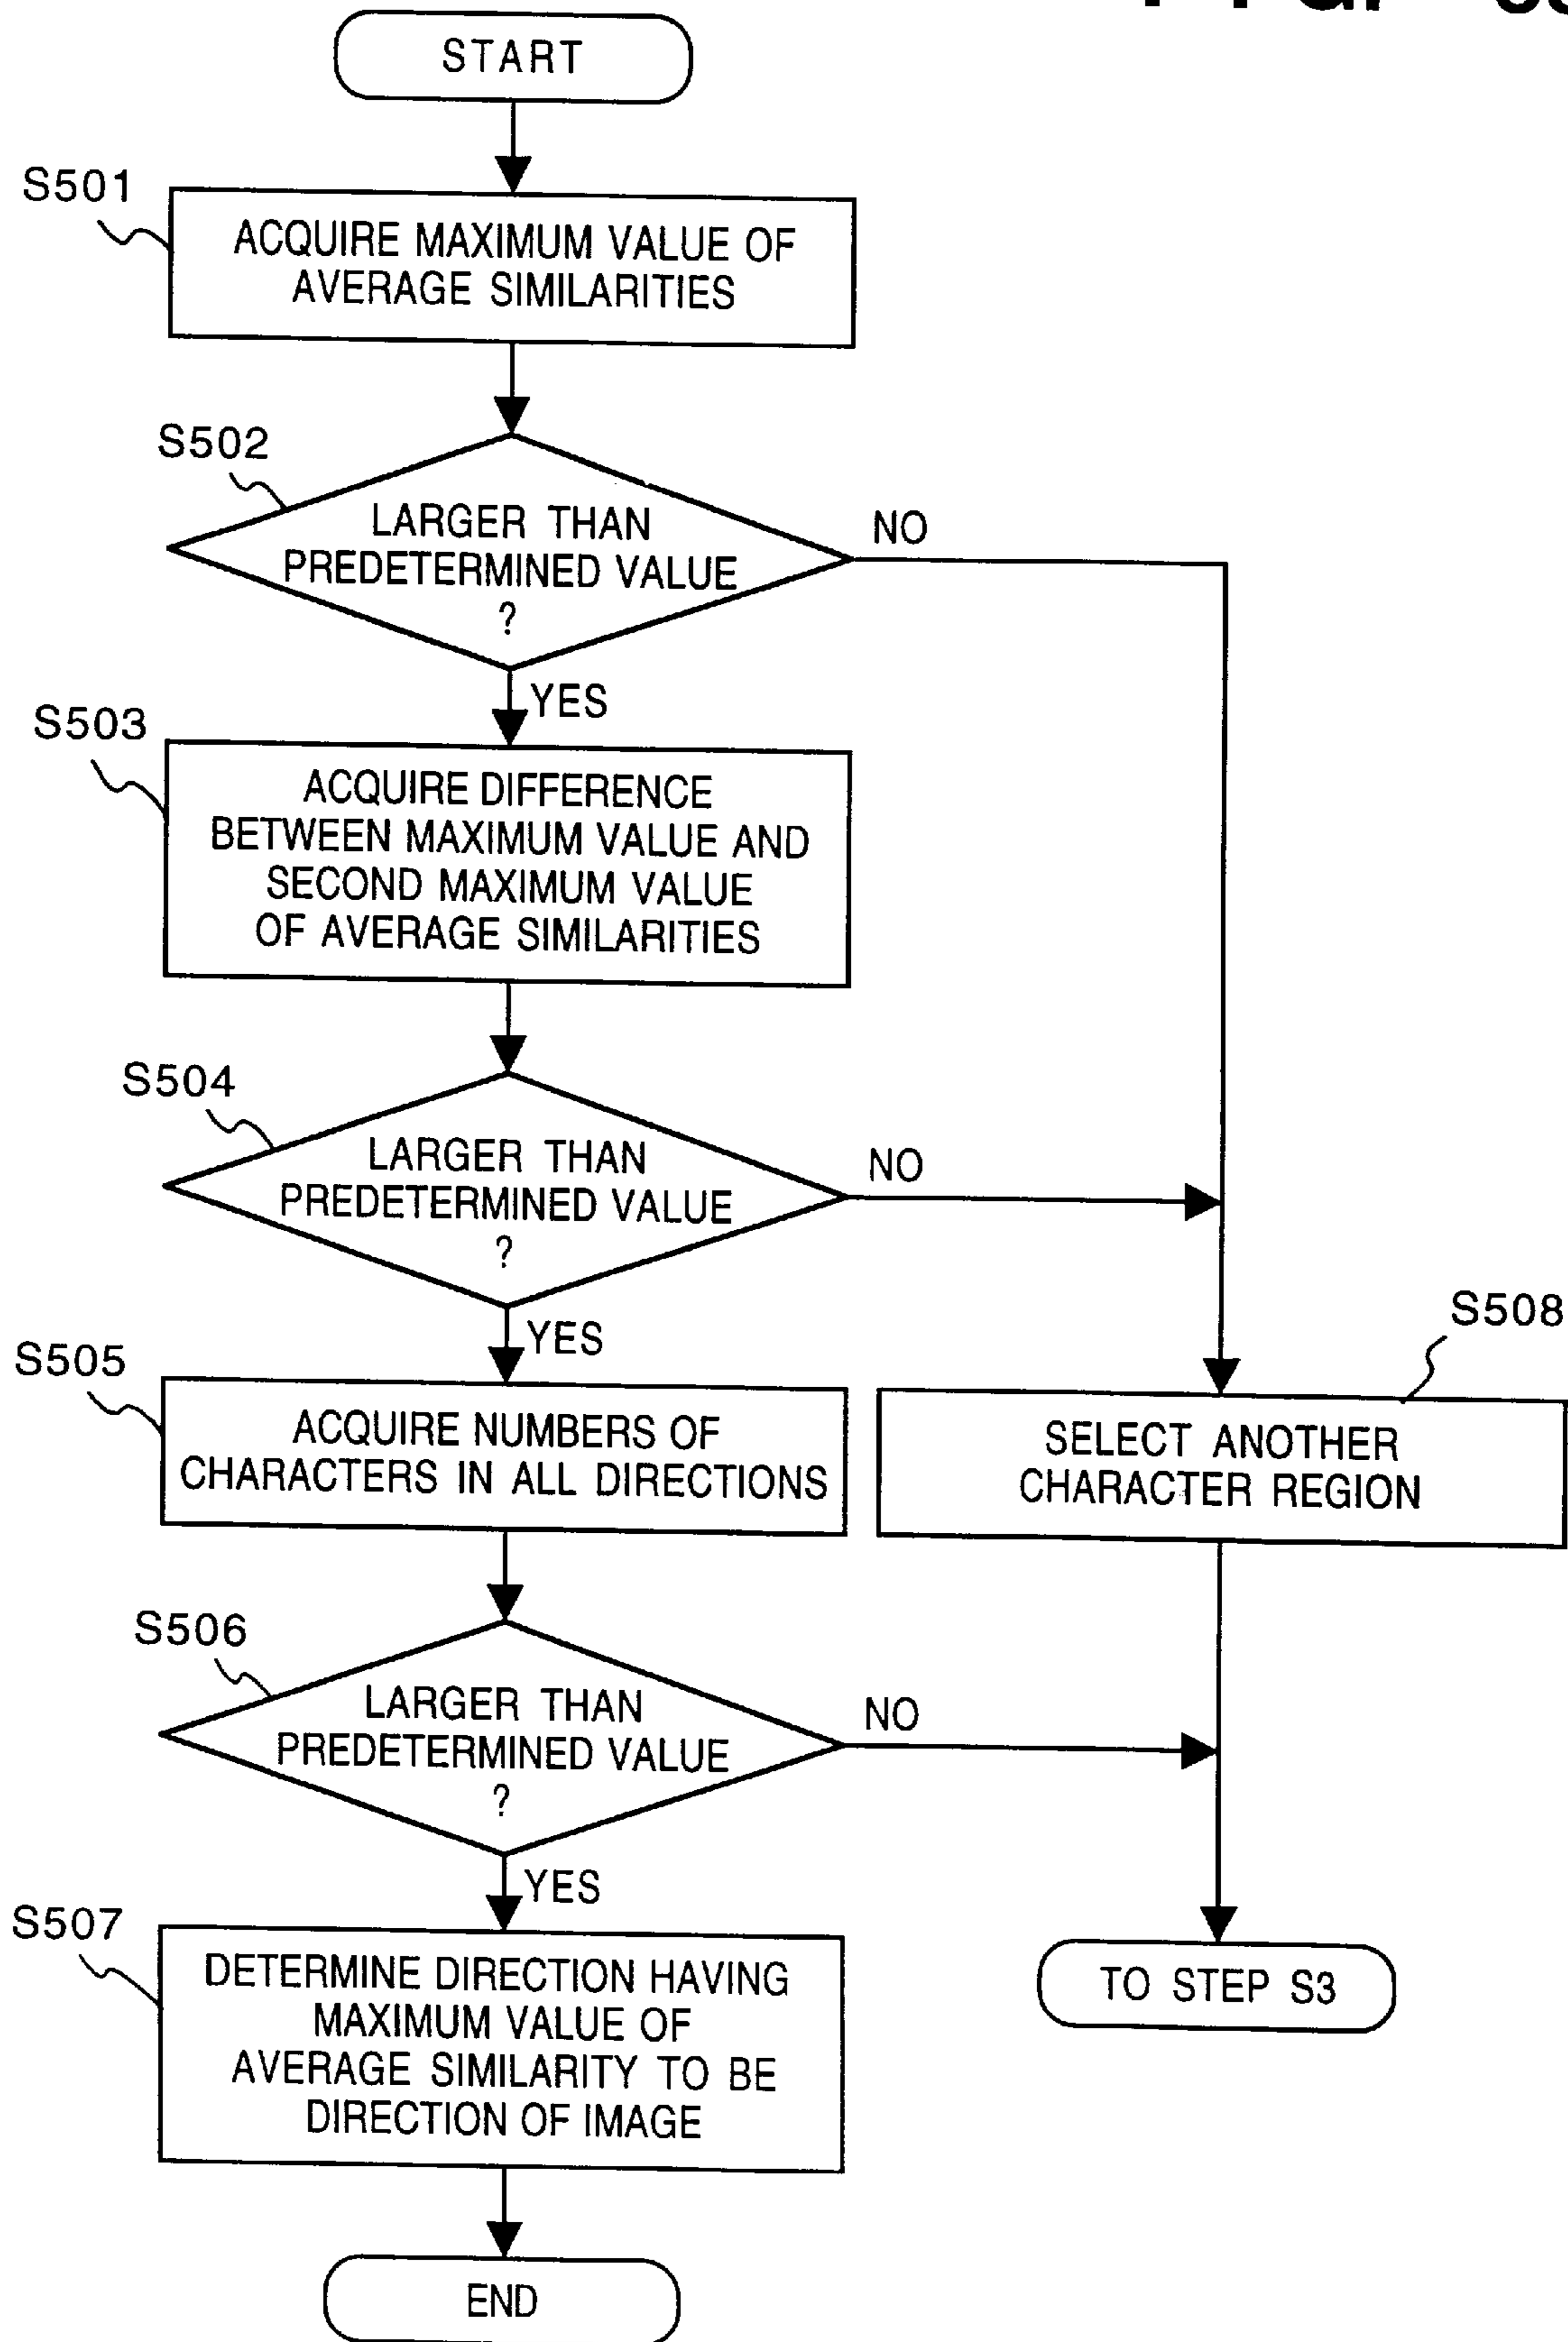 START
S501
ACQUIRE MAXIMUM VALUE OF
AVERAGE SIMILARITIES
S502
LARGER THAN
PREDETERMINED VALUE
?
NO
YES
S503
ACQUIRE DIFFERENCE
BETWEEN MAXIMUM VALUE AND
SECOND MAXIMUM VALUE
OF AVERAGE SIMILARITIES
S504
LARGER THAN
PREDETERMINED VALUE
?
NO
YES
S505
ACQUIRE NUMBERS OF
CHARACTERS IN ALL DIRECTIONS
S508
SELECT ANOTHER
CHARACTER REGION
S506
LARGER THAN
PREDETERMINED VALUE
?
NO
YES
S507
DETERMINE DIRECTION HAVING
MAXIMUM VALUE OF
AVERAGE SIMILARITY TO BE
DIRECTION OF IMAGE
TO STEP S3
END